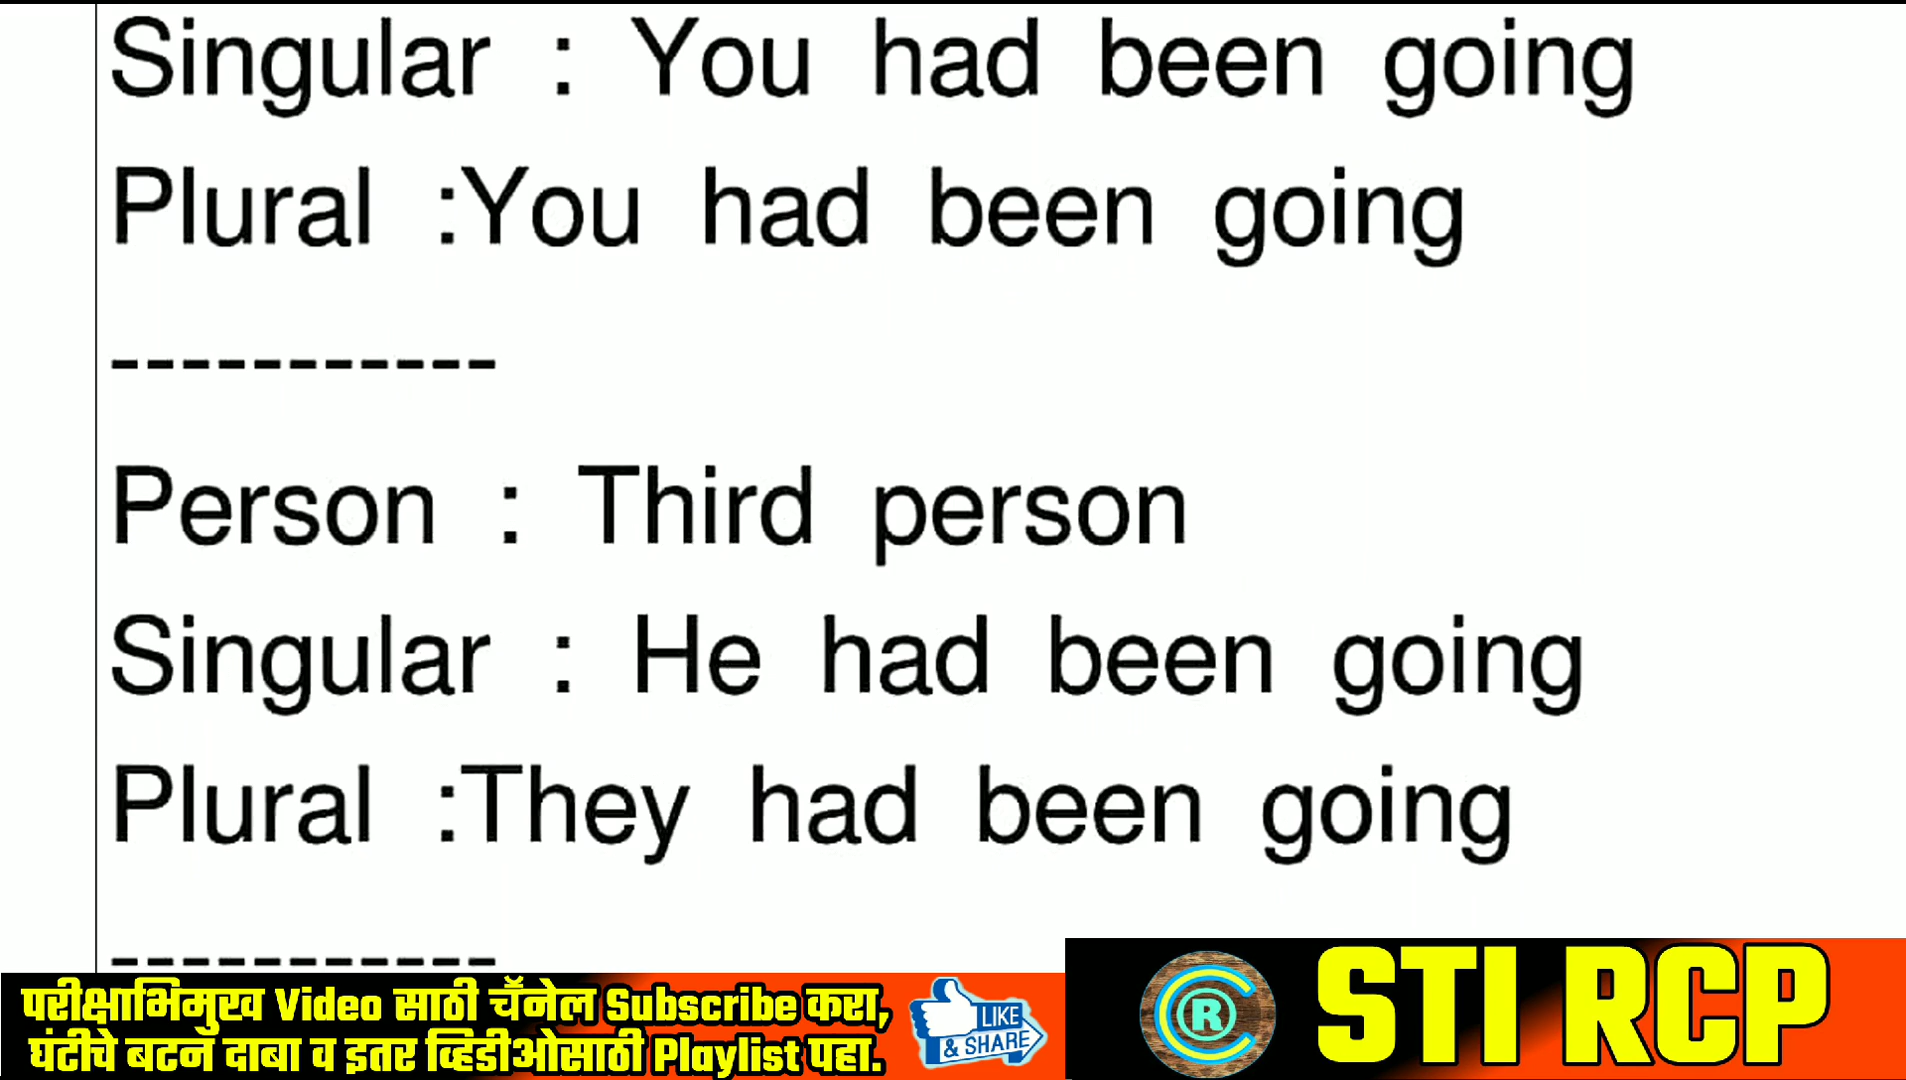 Singular : You had been going
Plural :You had been going
-----------
Person : Third person
Singular : He had been going
Plural :They had been going
-----------
परीक्षाभिमुख Video साठी चॅनेल Subscribe करा,
घंटीचे बटन दाबा व इतर व्हिडीओसाठी Playlist पहा.
LIKE
& SHARE
®
STI RCP